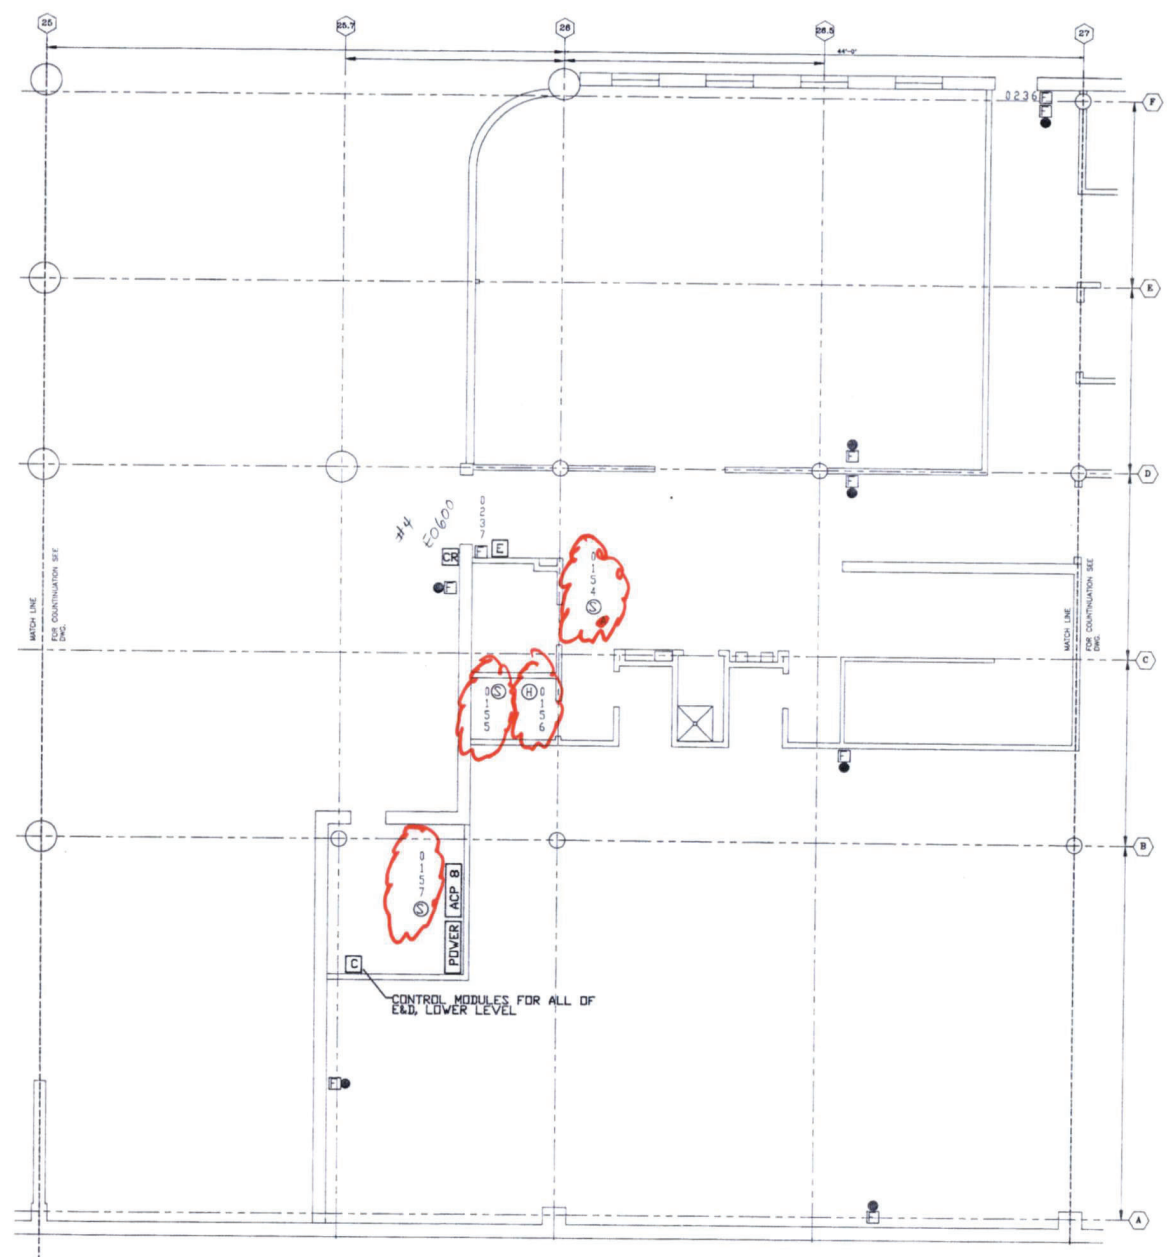 25 25.7 26 26.5 27
44'-0"
0236 F
F
F
E
F
D
F
#4
E0600
0237
CR F E
F
0154
S
MATCH LINE
FOR COUNTINUATION SEE
DWG.
MATCH LINE
FOR COUNTINUATION SEE
DWG.
C
0155 S
H 0156
F
B
0157
S
ACP 8
POWER
C
CONTROL MODULES FOR ALL OF
E&D, LOWER LEVEL
F
F
A